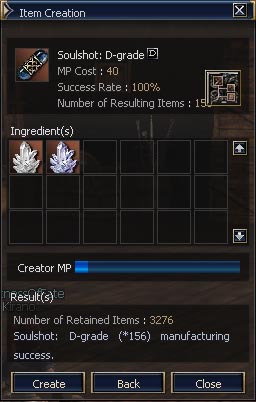 Item Creation
Soulshot: D-grade D
MP Cost : 40
Success Rate : 100%
Number of Resulting Items : 15
Ingredient(s)
Creator MP
Result(s)
Number of Retained Items : 3276
Soulshot: D-grade (*156) manufacturing
success.
Create Back Close